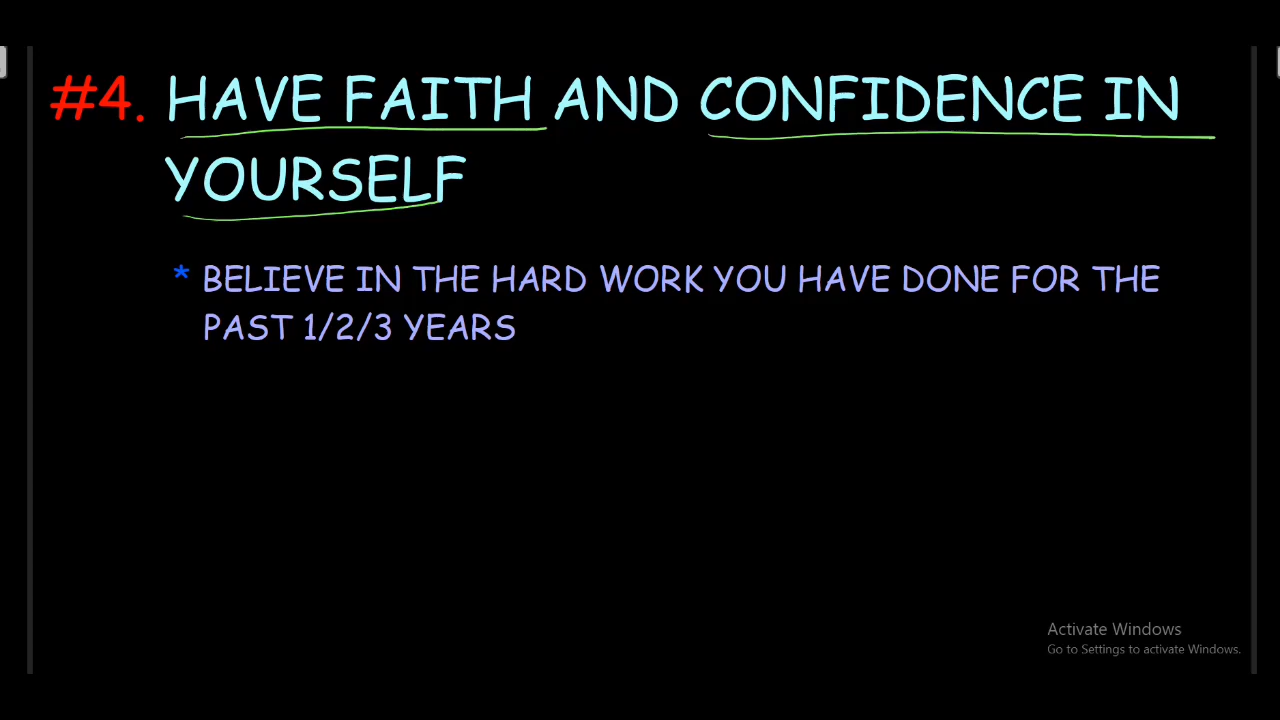 #4. HAVE FAITH AND CONFIDENCE IN
YOURSELF
* BELIEVE IN THE HARD WORK YOU HAVE DONE FOR THE
PAST 1/2/3 YEARS
Activate Windows
Go to Settings to activate Windows.